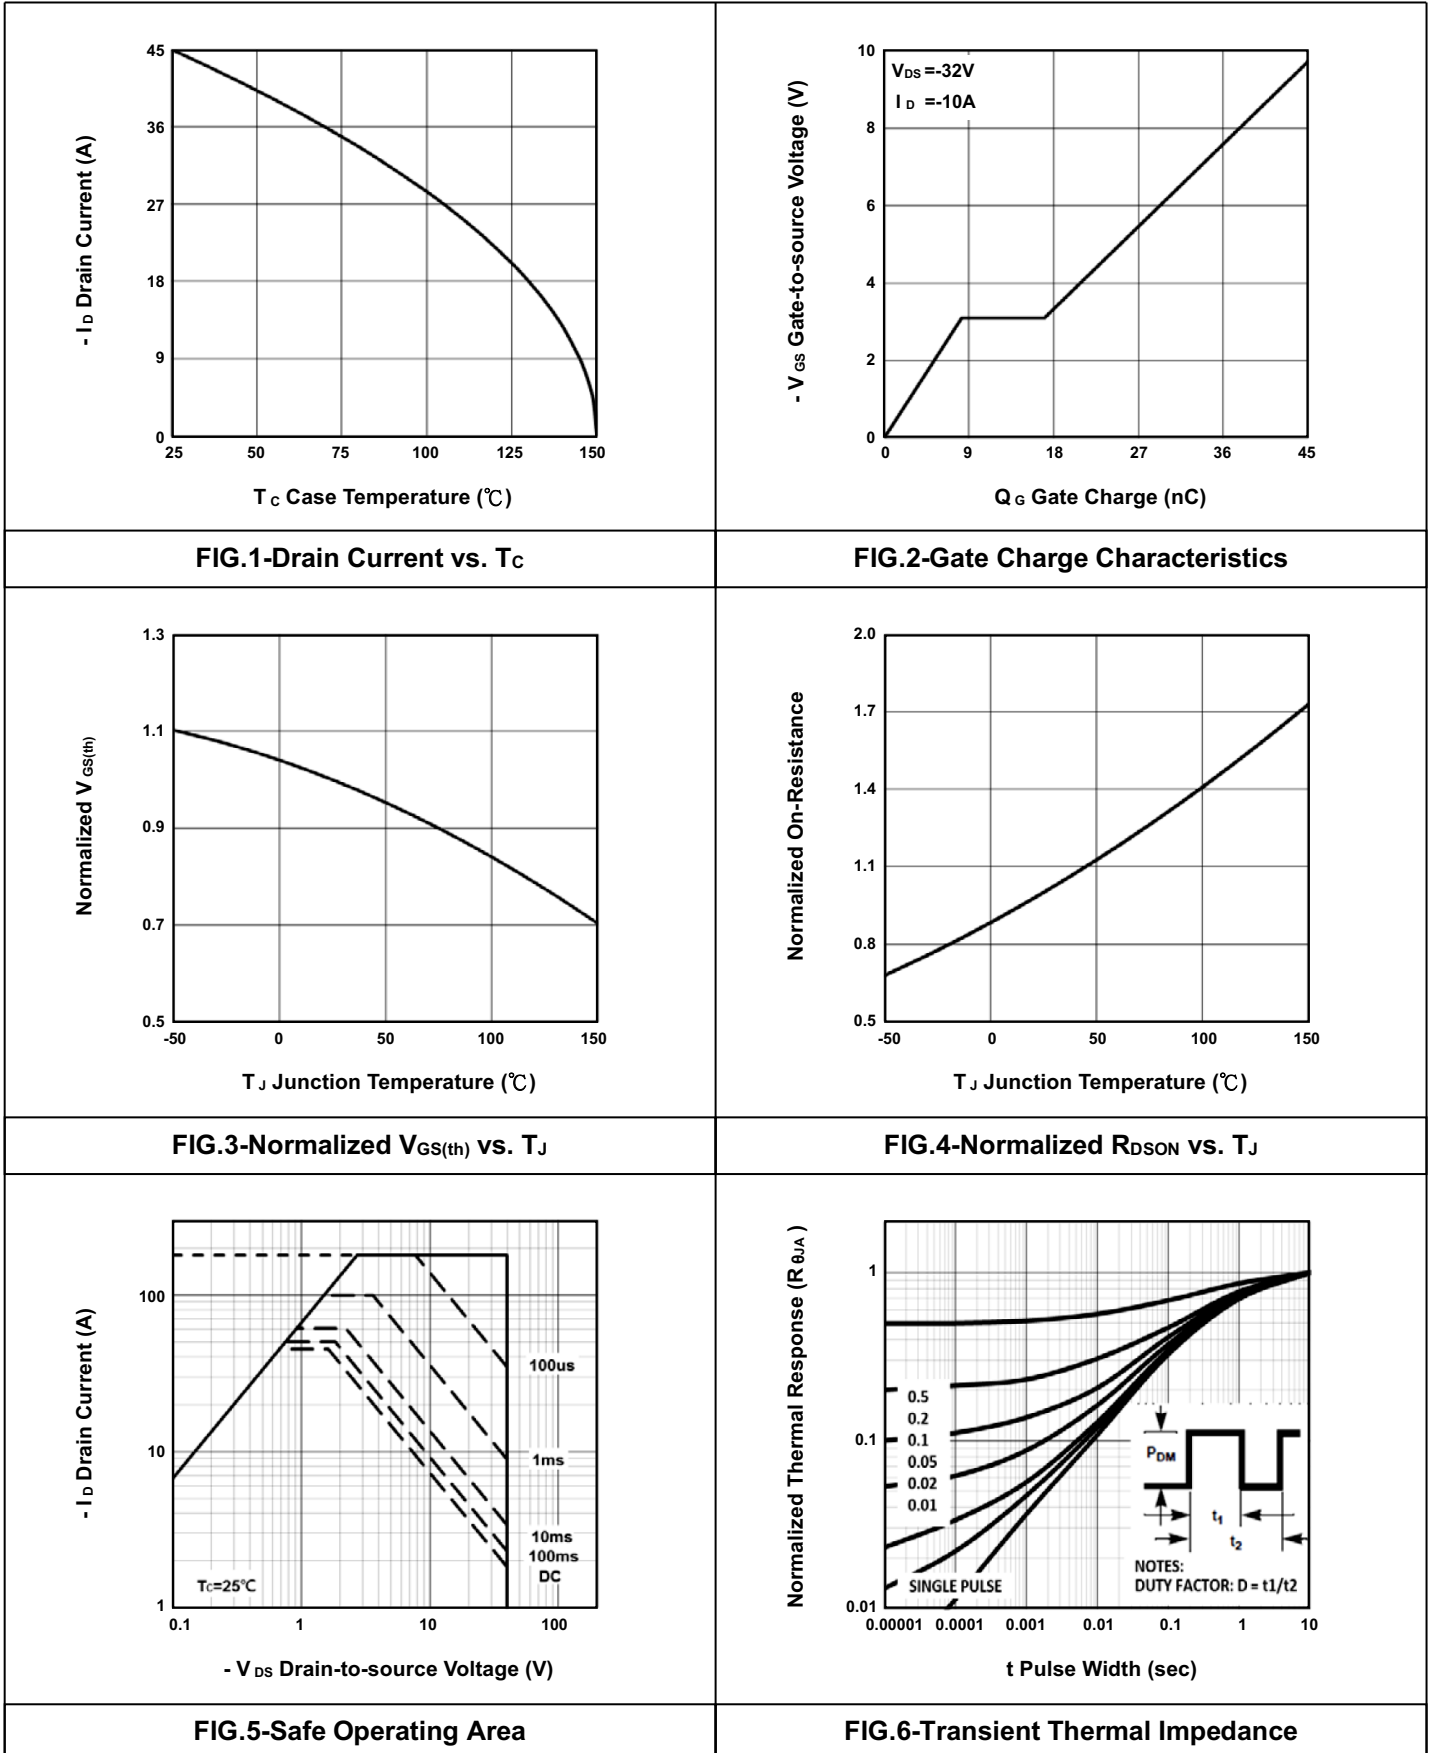 45
36
27
18
9
0
25 50 75 100 125 150
- I D Drain Current (A)
T C Case Temperature (℃)
FIG.1-Drain Current vs. TC
10
8
6
4
2
0
0 9 18 27 36 45
VDS =-32V
I D =-10A
- V GS Gate-to-source Voltage (V)
Q G Gate Charge (nC)
FIG.2-Gate Charge Characteristics
1.3
1.1
0.9
0.7
0.5
-50 0 50 100 150
Normalized V GS(th)
T J Junction Temperature (℃)
FIG.3-Normalized VGS(th) vs. TJ
2.0
1.7
1.4
1.1
0.8
0.5
-50 0 50 100 150
Normalized On-Resistance
T J Junction Temperature (℃)
FIG.4-Normalized RDSON vs. TJ
100
10
1
0.1 1 10 100
100us
1ms
10ms
100ms
DC
Tc=25℃
- I D Drain Current (A)
- V DS Drain-to-source Voltage (V)
FIG.5-Safe Operating Area
1
0.1
0.01
0.00001 0.0001 0.001 0.01 0.1 1 10
0.5
0.2
0.1
0.05
0.02
0.01
SINGLE PULSE
PDM
t1
t2
NOTES:
DUTY FACTOR: D = t1/t2
Normalized Thermal Response (R θJA )
t Pulse Width (sec)
FIG.6-Transient Thermal Impedance